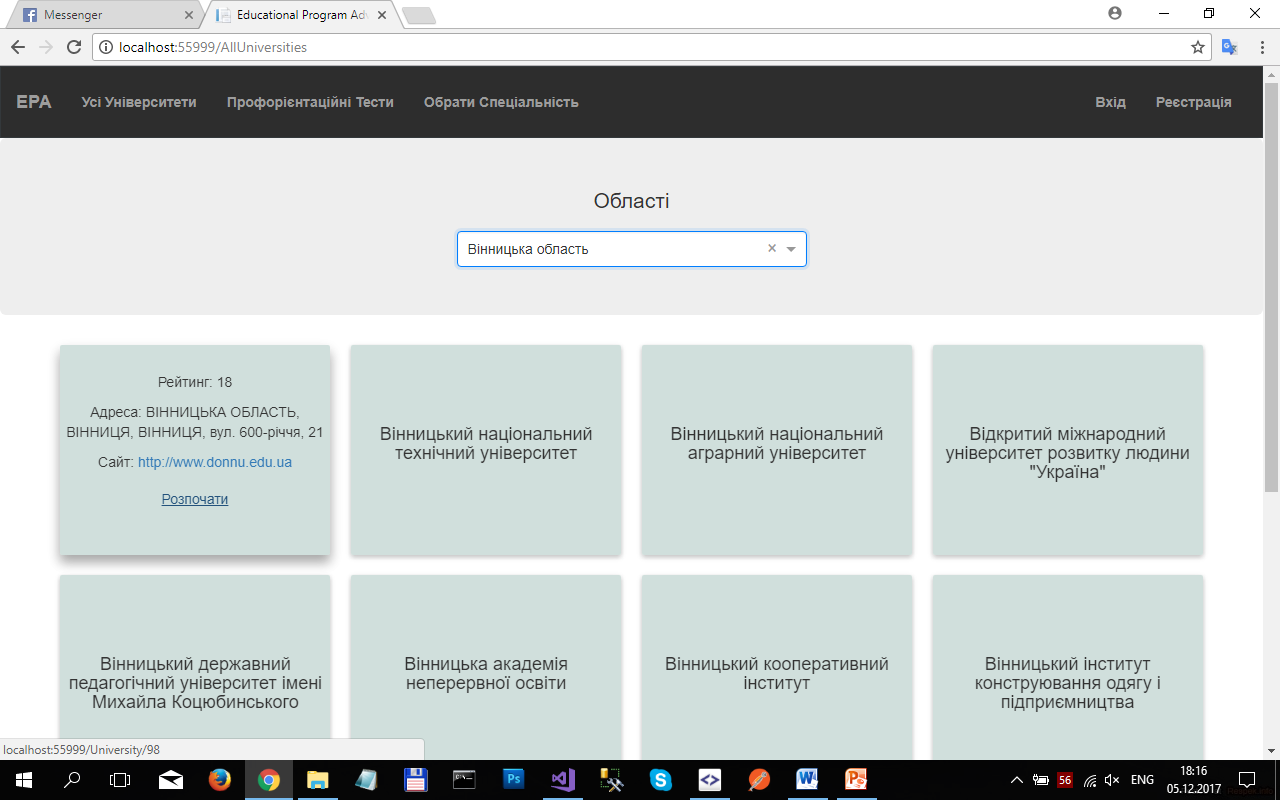 Messenger
Educational Program Adv
localhost:55999/AllUniversities
EPA Усі Університети Профорієнтаційні Тести Обрати Спеціальність Вхід Реєстрація
Області
Вінницька область
Рейтинг: 18
Адреса: ВІННИЦЬКА ОБЛАСТЬ,
ВІННИЦЯ, ВІННИЦЯ, вул. 600-річчя, 21
Сайт: http://www.donnu.edu.ua
Розпочати
Вінницький національний
технічний університет
Вінницький національний
аграрний університет
Відкритий міжнародний
університет розвитку людини
"Україна"
Вінницький державний
педагогічний університет імені
Михайла Коцюбинського
Вінницька академія
неперервної освіти
Вінницький кооперативний
інститут
Вінницький інститут
конструювання одягу і
підприємництва
localhost:55999/University/98
56 ENG
18:16
05.12.2017